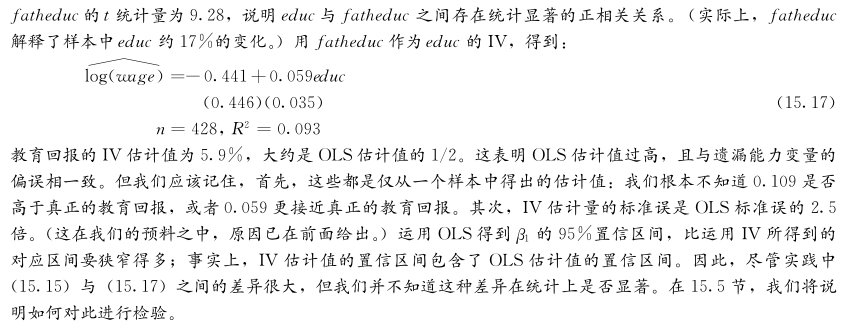 fatheduc 的 t 统计量为 9.28，说明 educ 与 fatheduc 之间存在统计显著的正相关关系。（实际上，fatheduc
解释了样本中 educ 约 17%的变化。）用 fatheduc 作为 educ 的 IV，得到：
log(wage) =-0.441+0.059educ
(0.446)(0.035) (15.17)
n = 428, R² = 0.093
教育回报的 IV 估计值为 5.9%，大约是 OLS 估计值的 1/2。这表明 OLS 估计值过高，且与遗漏能力变量的
偏误相一致。但我们应该记住，首先，这些都是仅从一个样本中得出的估计值：我们根本不知道 0.109 是否
高于真正的教育回报，或者 0.059 更接近真正的教育回报。其次，IV 估计量的标准误是 OLS 标准误的 2.5
倍。（这在我们的预料之中，原因已在前面给出。）运用 OLS 得到 β₁ 的 95%置信区间，比运用 IV 所得到的
对应区间要狭窄得多；事实上，IV 估计值的置信区间包含了 OLS 估计值的置信区间。因此，尽管实践中
(15.15) 与 (15.17) 之间的差异很大，但我们并不知道这种差异在统计上是否显著。在 15.5 节，我们将说
明如何对此进行检验。